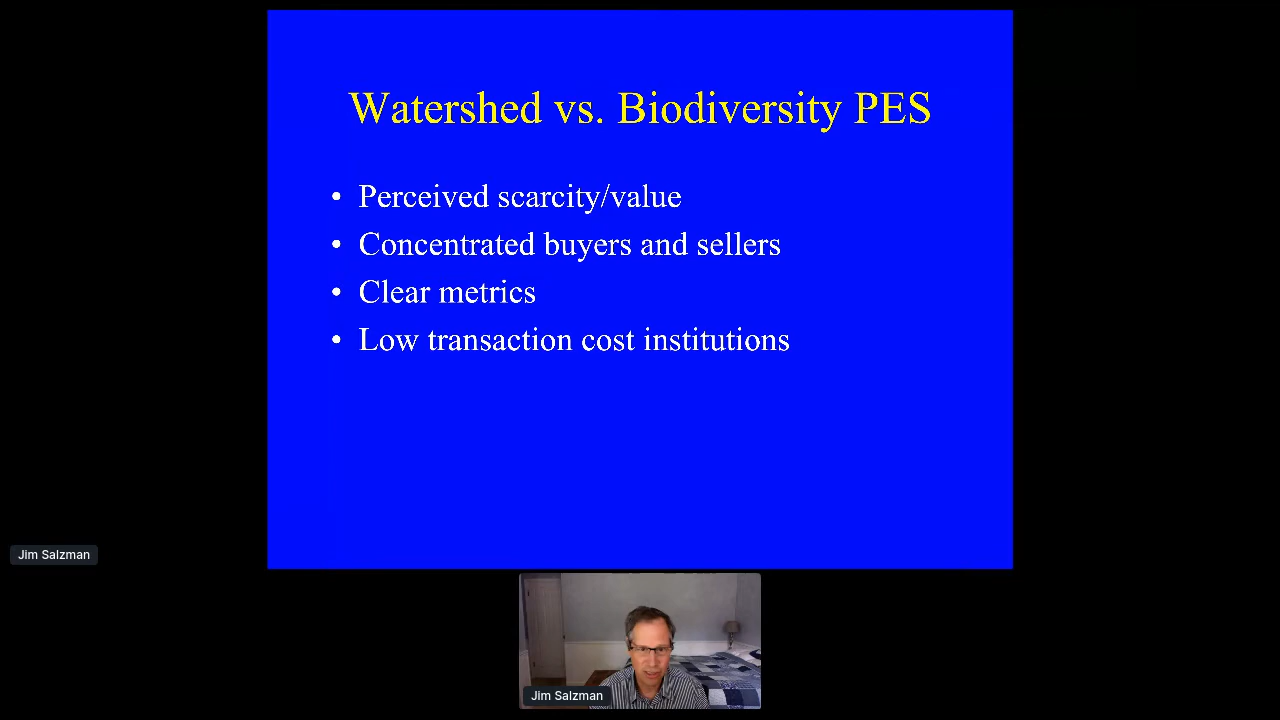 Watershed vs. Biodiversity PES
• Perceived scarcity/value
• Concentrated buyers and sellers
• Clear metrics
• Low transaction cost institutions
Jim Salzman
Jim Salzman